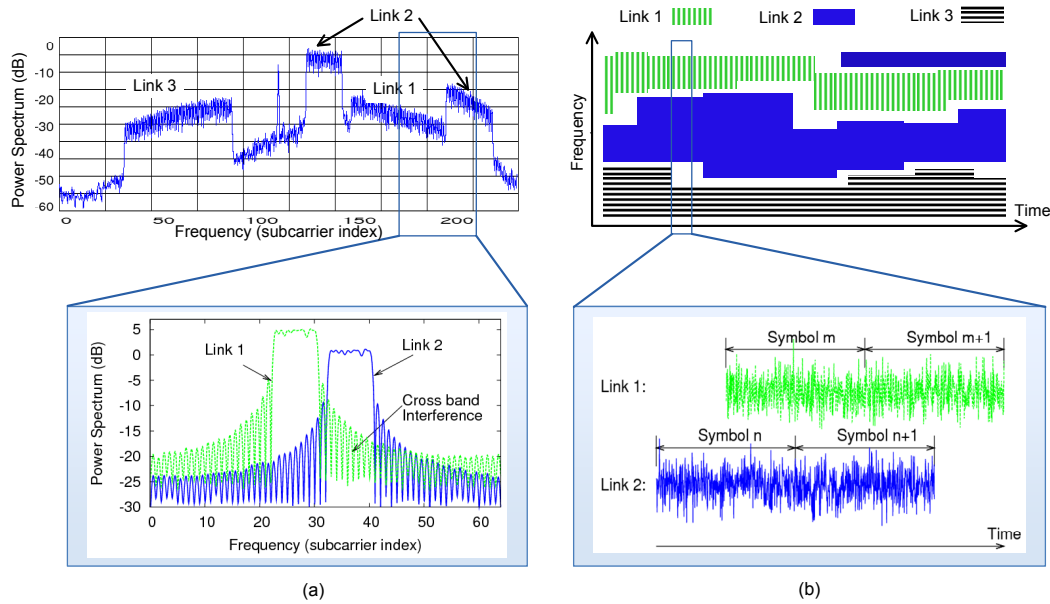 Link 2
Power Spectrum (dB)
0
-10
-20
-30
-40
-50
-60
Link 3
Link 1
0 50 100 150 200
Frequency (subcarrier index)
Link 1 Link 2 Link 3
Frequency
Time
Power Spectrum (dB)
5
0
-5
-10
-15
-20
-25
-30
Link 1
Link 2
Cross band
Interference
0 10 20 30 40 50 60
Frequency (subcarrier index)
Symbol m Symbol m+1
Link 1:
Symbol n Symbol n+1
Link 2:
Time
(a)
(b)